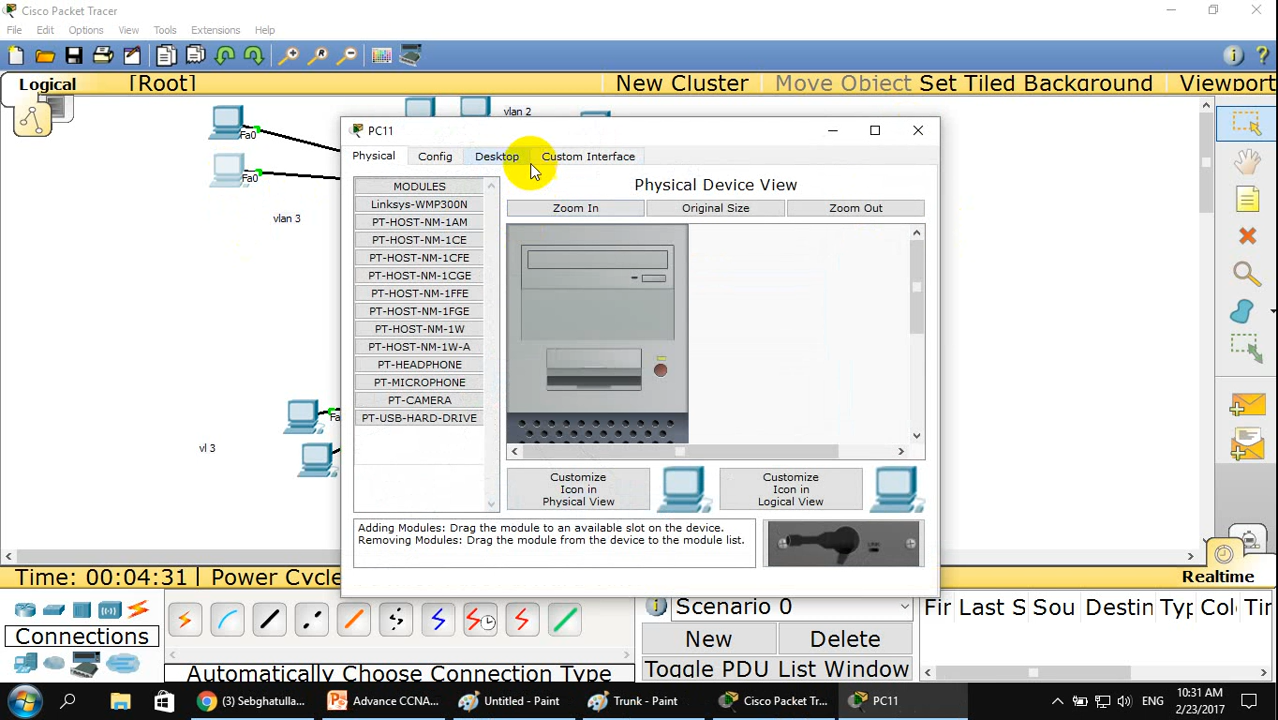 Cisco Packet Tracer
File Edit Options View Tools Extensions Help
Logical [Root] New Cluster Move Object Set Tiled Background Viewport
vlan 2
Fa0
Fa0
vlan 3
PC11
Physical Config Desktop Custom Interface
MODULES
Linksys-WMP300N
PT-HOST-NM-1AM
PT-HOST-NM-1CE
PT-HOST-NM-1CFE
PT-HOST-NM-1CGE
PT-HOST-NM-1FFE
PT-HOST-NM-1FGE
PT-HOST-NM-1W
PT-HOST-NM-1W-A
PT-HEADPHONE
PT-MICROPHONE
PT-CAMERA
PT-USB-HARD-DRIVE
Physical Device View
Zoom In Original Size Zoom Out
Customize
Icon in
Physical View
Customize
Icon in
Logical View
Adding Modules: Drag the module to an available slot on the device.
Removing Modules: Drag the module from the device to the module list.
Fa
vl 3
Time: 00:04:31 Power Cycle
Realtime
Connections
Automatically Choose Connection Type
Scenario 0
New Delete
Toggle PDU List Window
Fir Last S Sou Destin Typ Col Tir
(3) Sebghatulla... Advance CCNA... Untitled - Paint Trunk - Paint Cisco Packet Tr... PC11
ENG
10:31 AM
2/23/2017